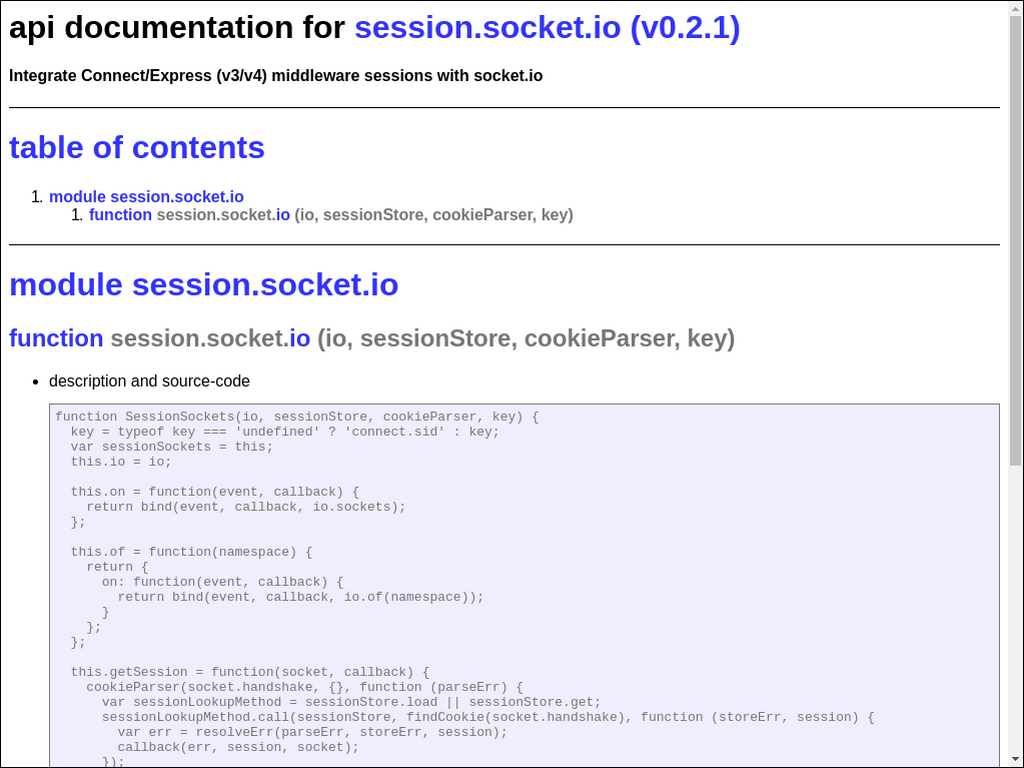 api documentation for session.socket.io (v0.2.1)
Integrate Connect/Express (v3/v4) middleware sessions with socket.io
table of contents
1. module session.socket.io
1. function session.socket.io (io, sessionStore, cookieParser, key)
module session.socket.io
function session.socket.io (io, sessionStore, cookieParser, key)
• description and source-code
function SessionSockets(io, sessionStore, cookieParser, key) {
  key = typeof key === 'undefined' ? 'connect.sid' : key;
  var sessionSockets = this;
  this.io = io;

  this.on = function(event, callback) {
    return bind(event, callback, io.sockets);
  };

  this.of = function(namespace) {
    return {
      on: function(event, callback) {
        return bind(event, callback, io.of(namespace));
      }
    };
  };

  this.getSession = function(socket, callback) {
    cookieParser(socket.handshake, {}, function (parseErr) {
      var sessionLookupMethod = sessionStore.load || sessionStore.get;
      sessionLookupMethod.call(sessionStore, findCookie(socket.handshake), function (storeErr, session) {
        var err = resolveErr(parseErr, storeErr, session);
        callback(err, session, socket);
      });